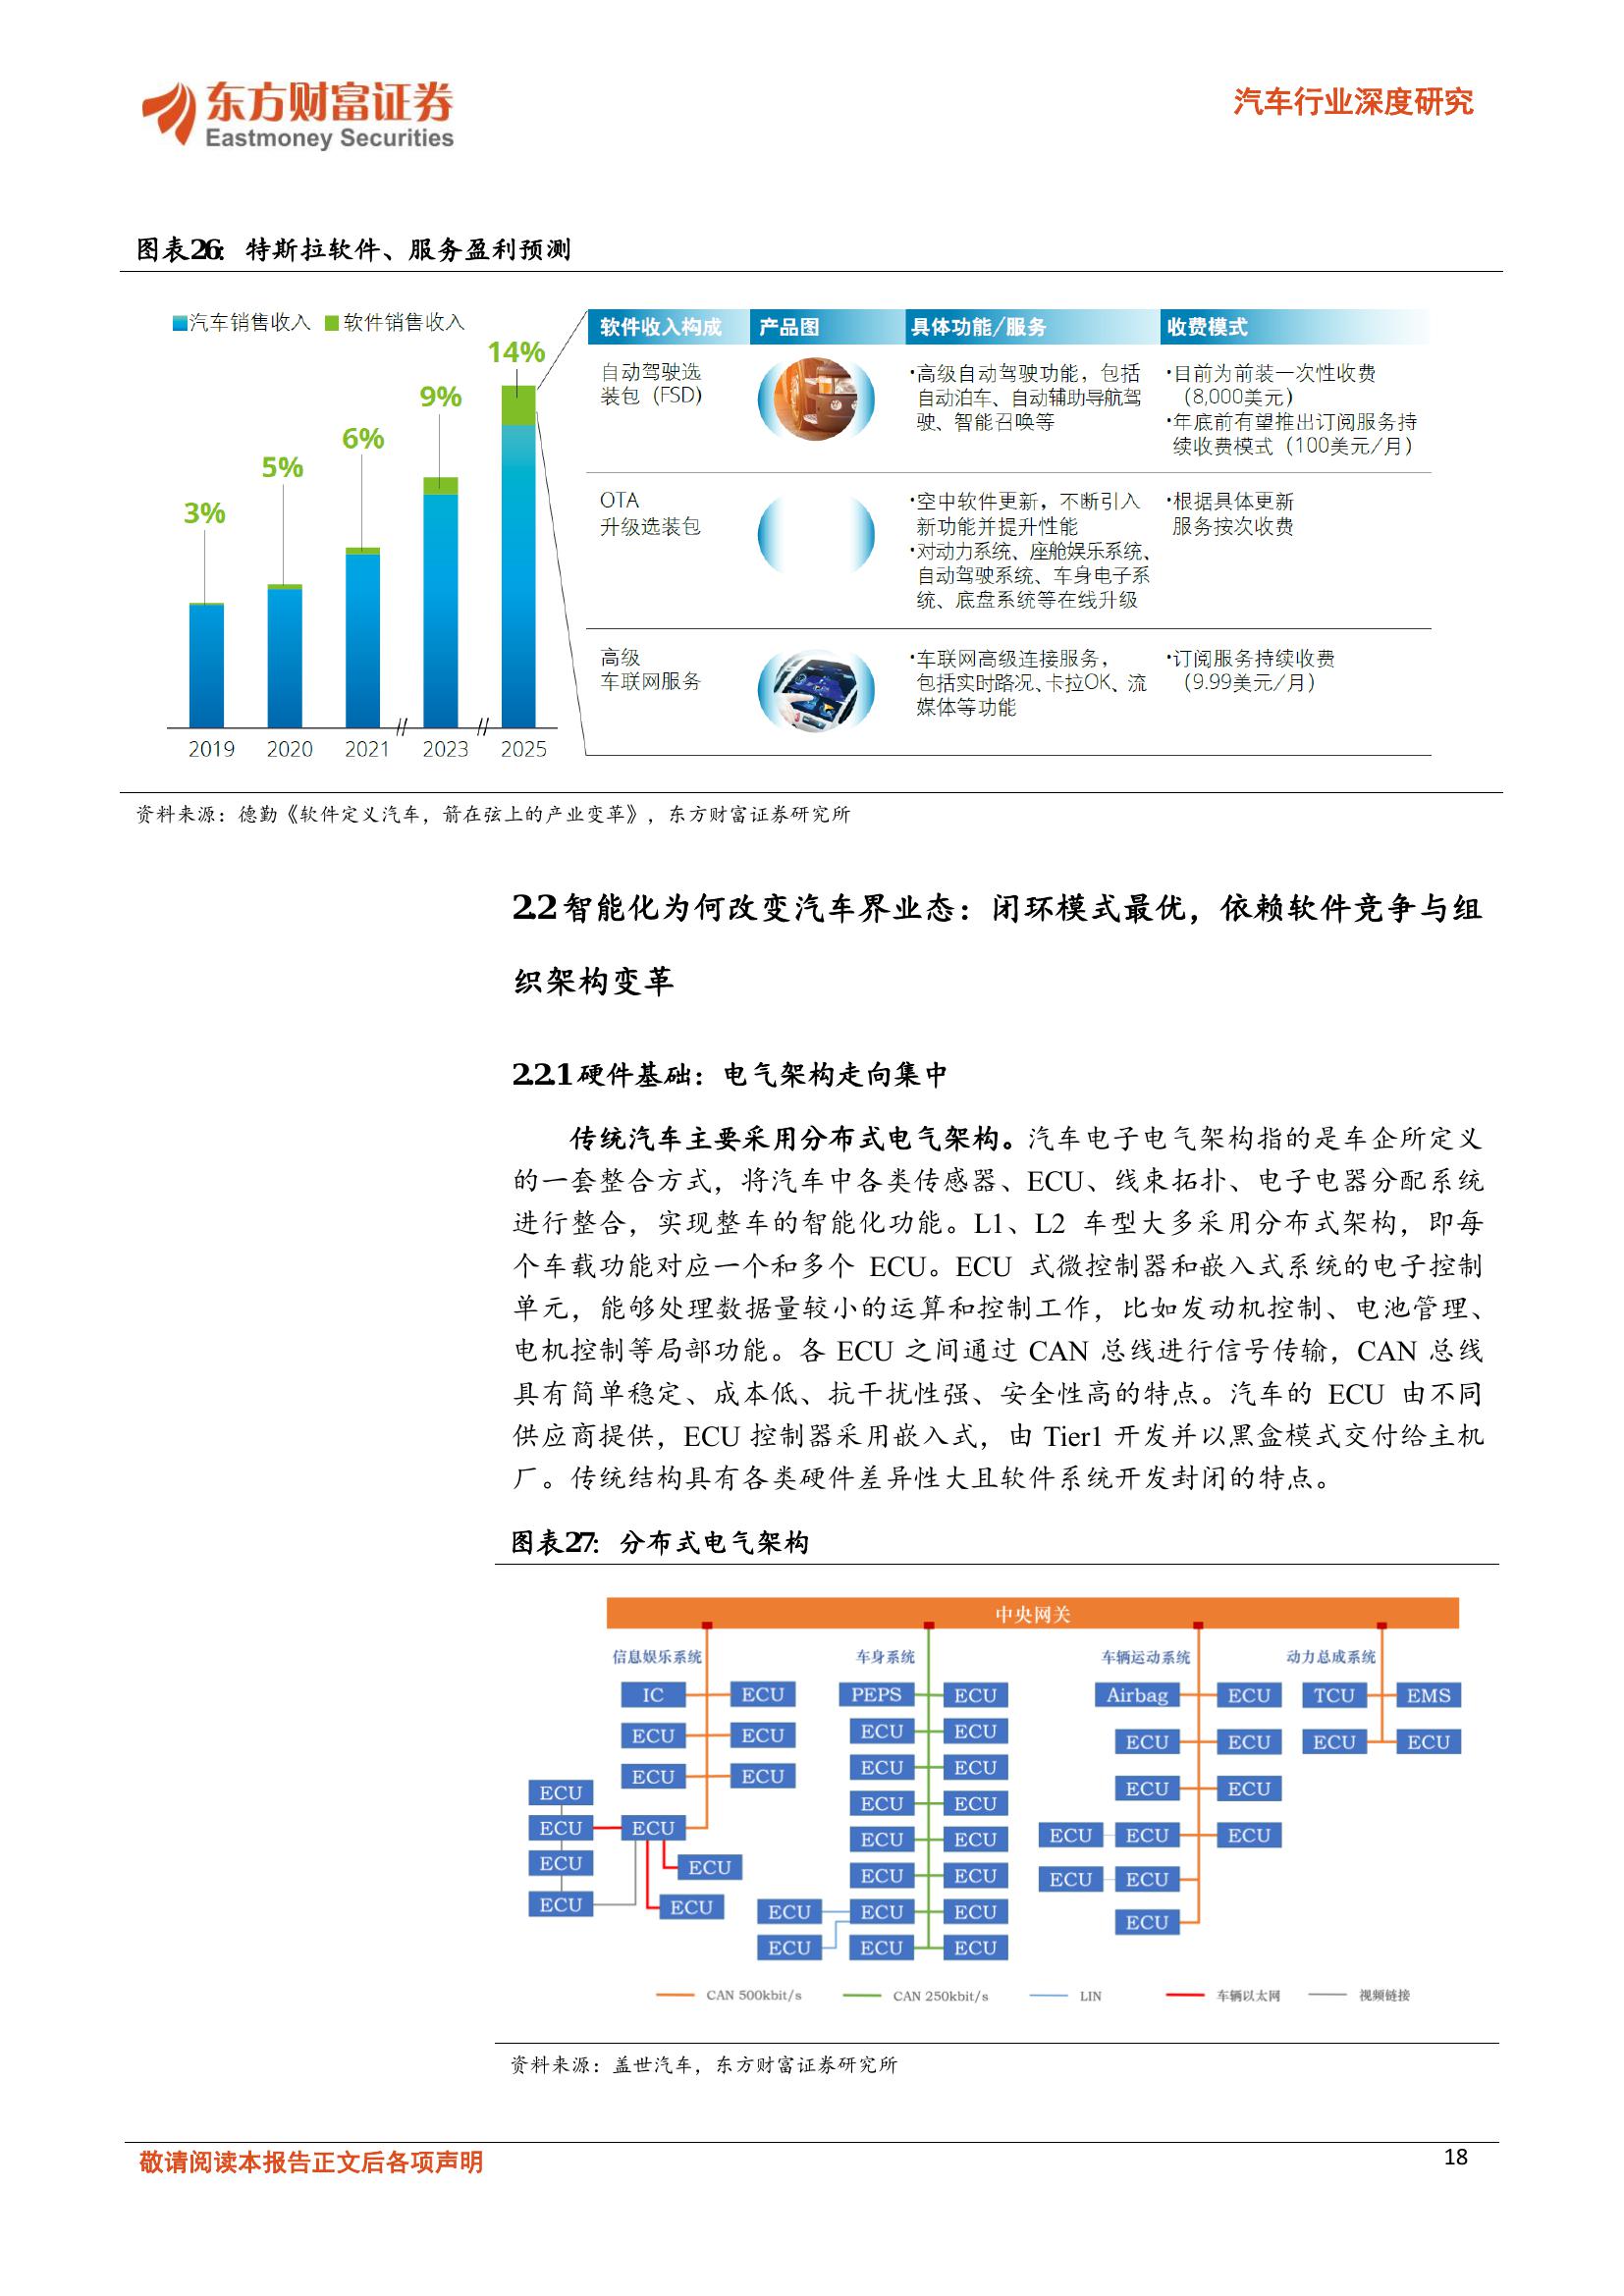 东方财富证券
Eastmoney Securities
汽车行业深度研究
图表26：特斯拉软件、服务盈利预测
汽车销售收入 软件销售收入
3%
5%
6%
9%
14%
2019 2020 2021 2023 2025
软件收入构成 产品图 具体功能/服务 收费模式
自动驾驶选
装包（FSD）
·高级自动驾驶功能，包括
自动泊车、自动辅助导航驾
驶、智能召唤等
·目前为前装一次性收费
（8,000美元）
·年底前有望推出订阅服务持
续收费模式（100美元/月）
OTA
升级选装包
·空中软件更新，不断引入
新功能并提升性能
·对动力系统、座舱娱乐系统、
自动驾驶系统、车身电子系
统、底盘系统等在线升级
·根据具体更新
服务按次收费
高级
车联网服务
·车联网高级连接服务，
包括实时路况、卡拉OK、流
媒体等功能
·订阅服务持续收费
（9.99美元/月）
资料来源：德勤《软件定义汽车，箭在弦上的产业变革》，东方财富证券研究所
2.2 智能化为何改变汽车界业态：闭环模式最优，依赖软件竞争与组
织架构变革
2.2.1 硬件基础：电气架构走向集中
传统汽车主要采用分布式电气架构。汽车电子电气架构指的是车企所定义
的一套整合方式，将汽车中各类传感器、ECU、线束拓扑、电子电器分配系统
进行整合，实现整车的智能化功能。L1、L2 车型大多采用分布式架构，即每
个车载功能对应一个和多个 ECU。ECU 式微控制器和嵌入式系统的电子控制
单元，能够处理数据量较小的运算和控制工作，比如发动机控制、电池管理、
电机控制等局部功能。各 ECU 之间通过 CAN 总线进行信号传输，CAN 总线
具有简单稳定、成本低、抗干扰性强、安全性高的特点。汽车的 ECU 由不同
供应商提供，ECU 控制器采用嵌入式，由 Tier1 开发并以黑盒模式交付给主机
厂。传统结构具有各类硬件差异性大且软件系统开发封闭的特点。
图表27：分布式电气架构
中央网关
信息娱乐系统 车身系统 车辆运动系统 动力总成系统
IC ECU PEPS ECU Airbag ECU TCU EMS
ECU ECU ECU ECU ECU ECU ECU ECU
ECU ECU ECU ECU ECU ECU
ECU
ECU ECU ECU ECU
ECU ECU ECU ECU ECU ECU ECU
ECU ECU ECU ECU ECU ECU
ECU ECU ECU ECU ECU ECU
ECU ECU ECU
CAN 500kbit/s CAN 250kbit/s LIN 车辆以太网 视频链接
资料来源：盖世汽车，东方财富证券研究所
敬请阅读本报告正文后各项声明
18